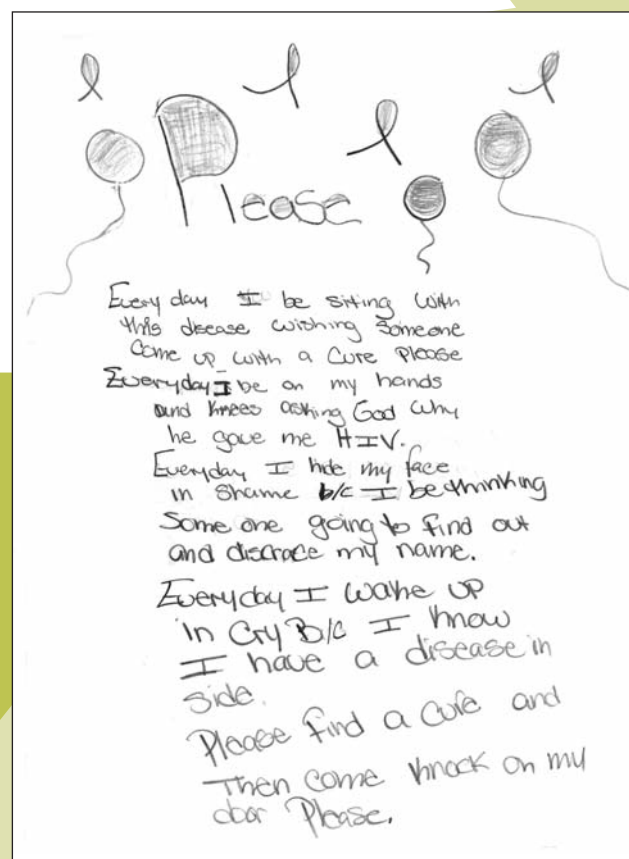 Please
Every day I be sitting with
this disease wishing someone
come up with a cure Please
Everyday I be on my hands
and knees asking God why
he gave me HIV.
Everyday I hide my face
in shame b/c I be thinking
Some one going to find out
and discrace my name.
Everyday I wake up
in Cry B/c I know
I have a disease in
side.
Please find a cure and
Then come knock on my
door Please.